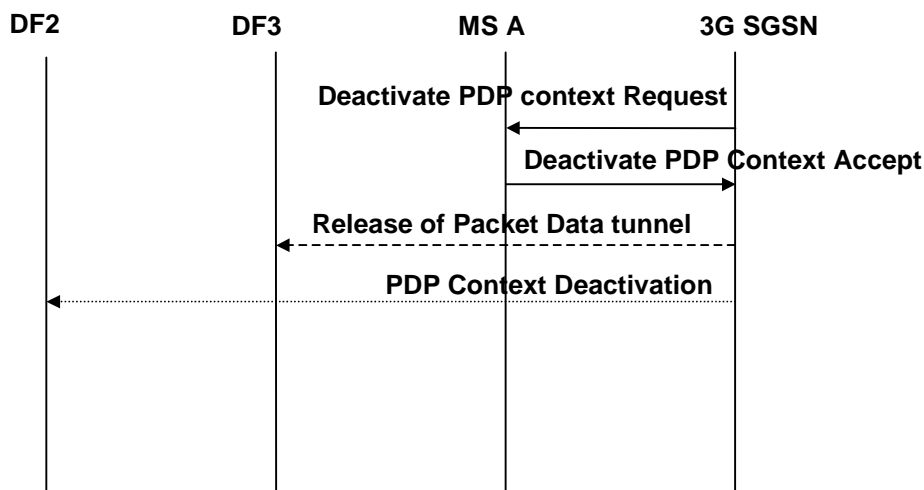 DF2 DF3 MS A 3G SGSN
Deactivate PDP context Request
Deactivate PDP Context Accept
Release of Packet Data tunnel
PDP Context Deactivation